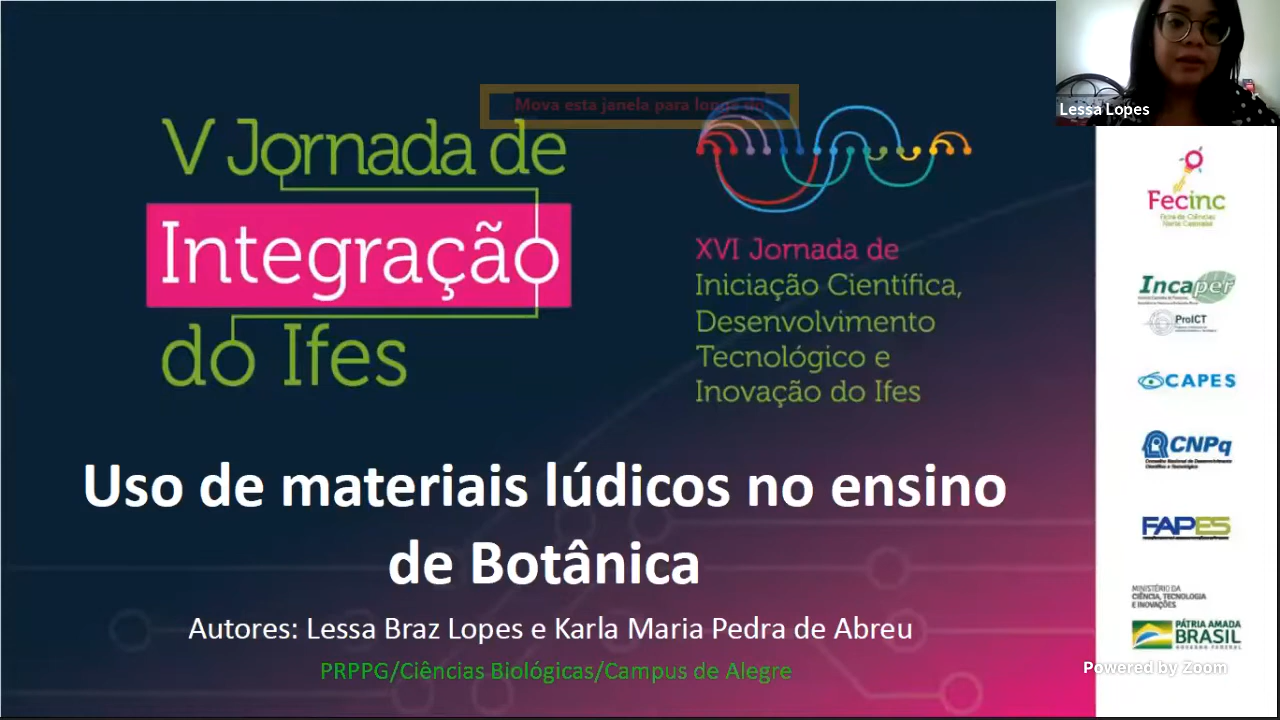 Lessa Lopes
Mova esta janela para longe do
V Jornada de
Integração
do Ifes
XVI Jornada de
Iniciação Científica,
Desenvolvimento
Tecnológico e
Inovação do Ifes
Uso de materiais lúdicos no ensino
de Botânica
Autores: Lessa Braz Lopes e Karla Maria Pedra de Abreu
PRPPG/Ciências Biológicas/Campus de Alegre
Fecinc
Incaper
ProICT
CAPES
CNPq
FAPES
MINISTÉRIO DA
CIÊNCIA, TECNOLOGIA
E INOVAÇÕES
PÁTRIA AMADA
BRASIL
GOVERNO FEDERAL
Powered by Zoom